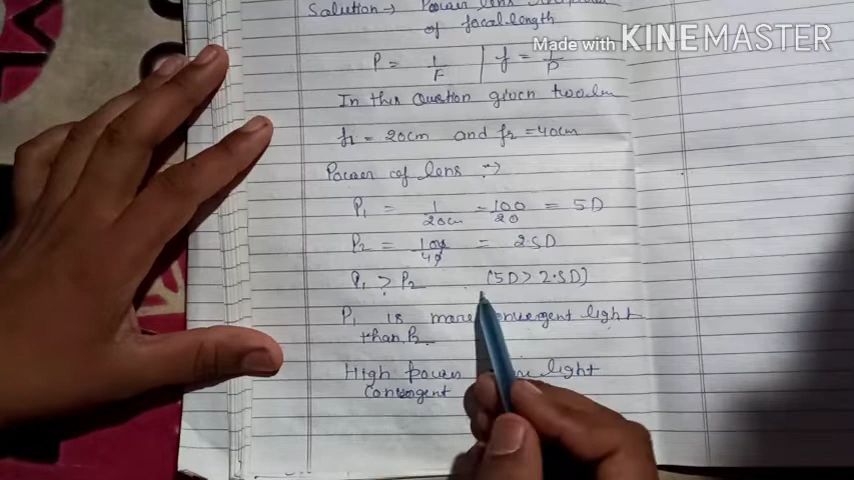 Solution → Power lens
of focal-length
Made with KINEMASTER
P = 1/F | f = 1/P
In this Question given two
f1 = 20cm and f2 = 40cm
Power of lens →
P1 = 1/20cm = 100/20 = 5D
P2 = 100/40 = 2.5D
P1 > P2 (5D > 2.5D)
P1 is more convergent light
than P2
High power light
Convergent